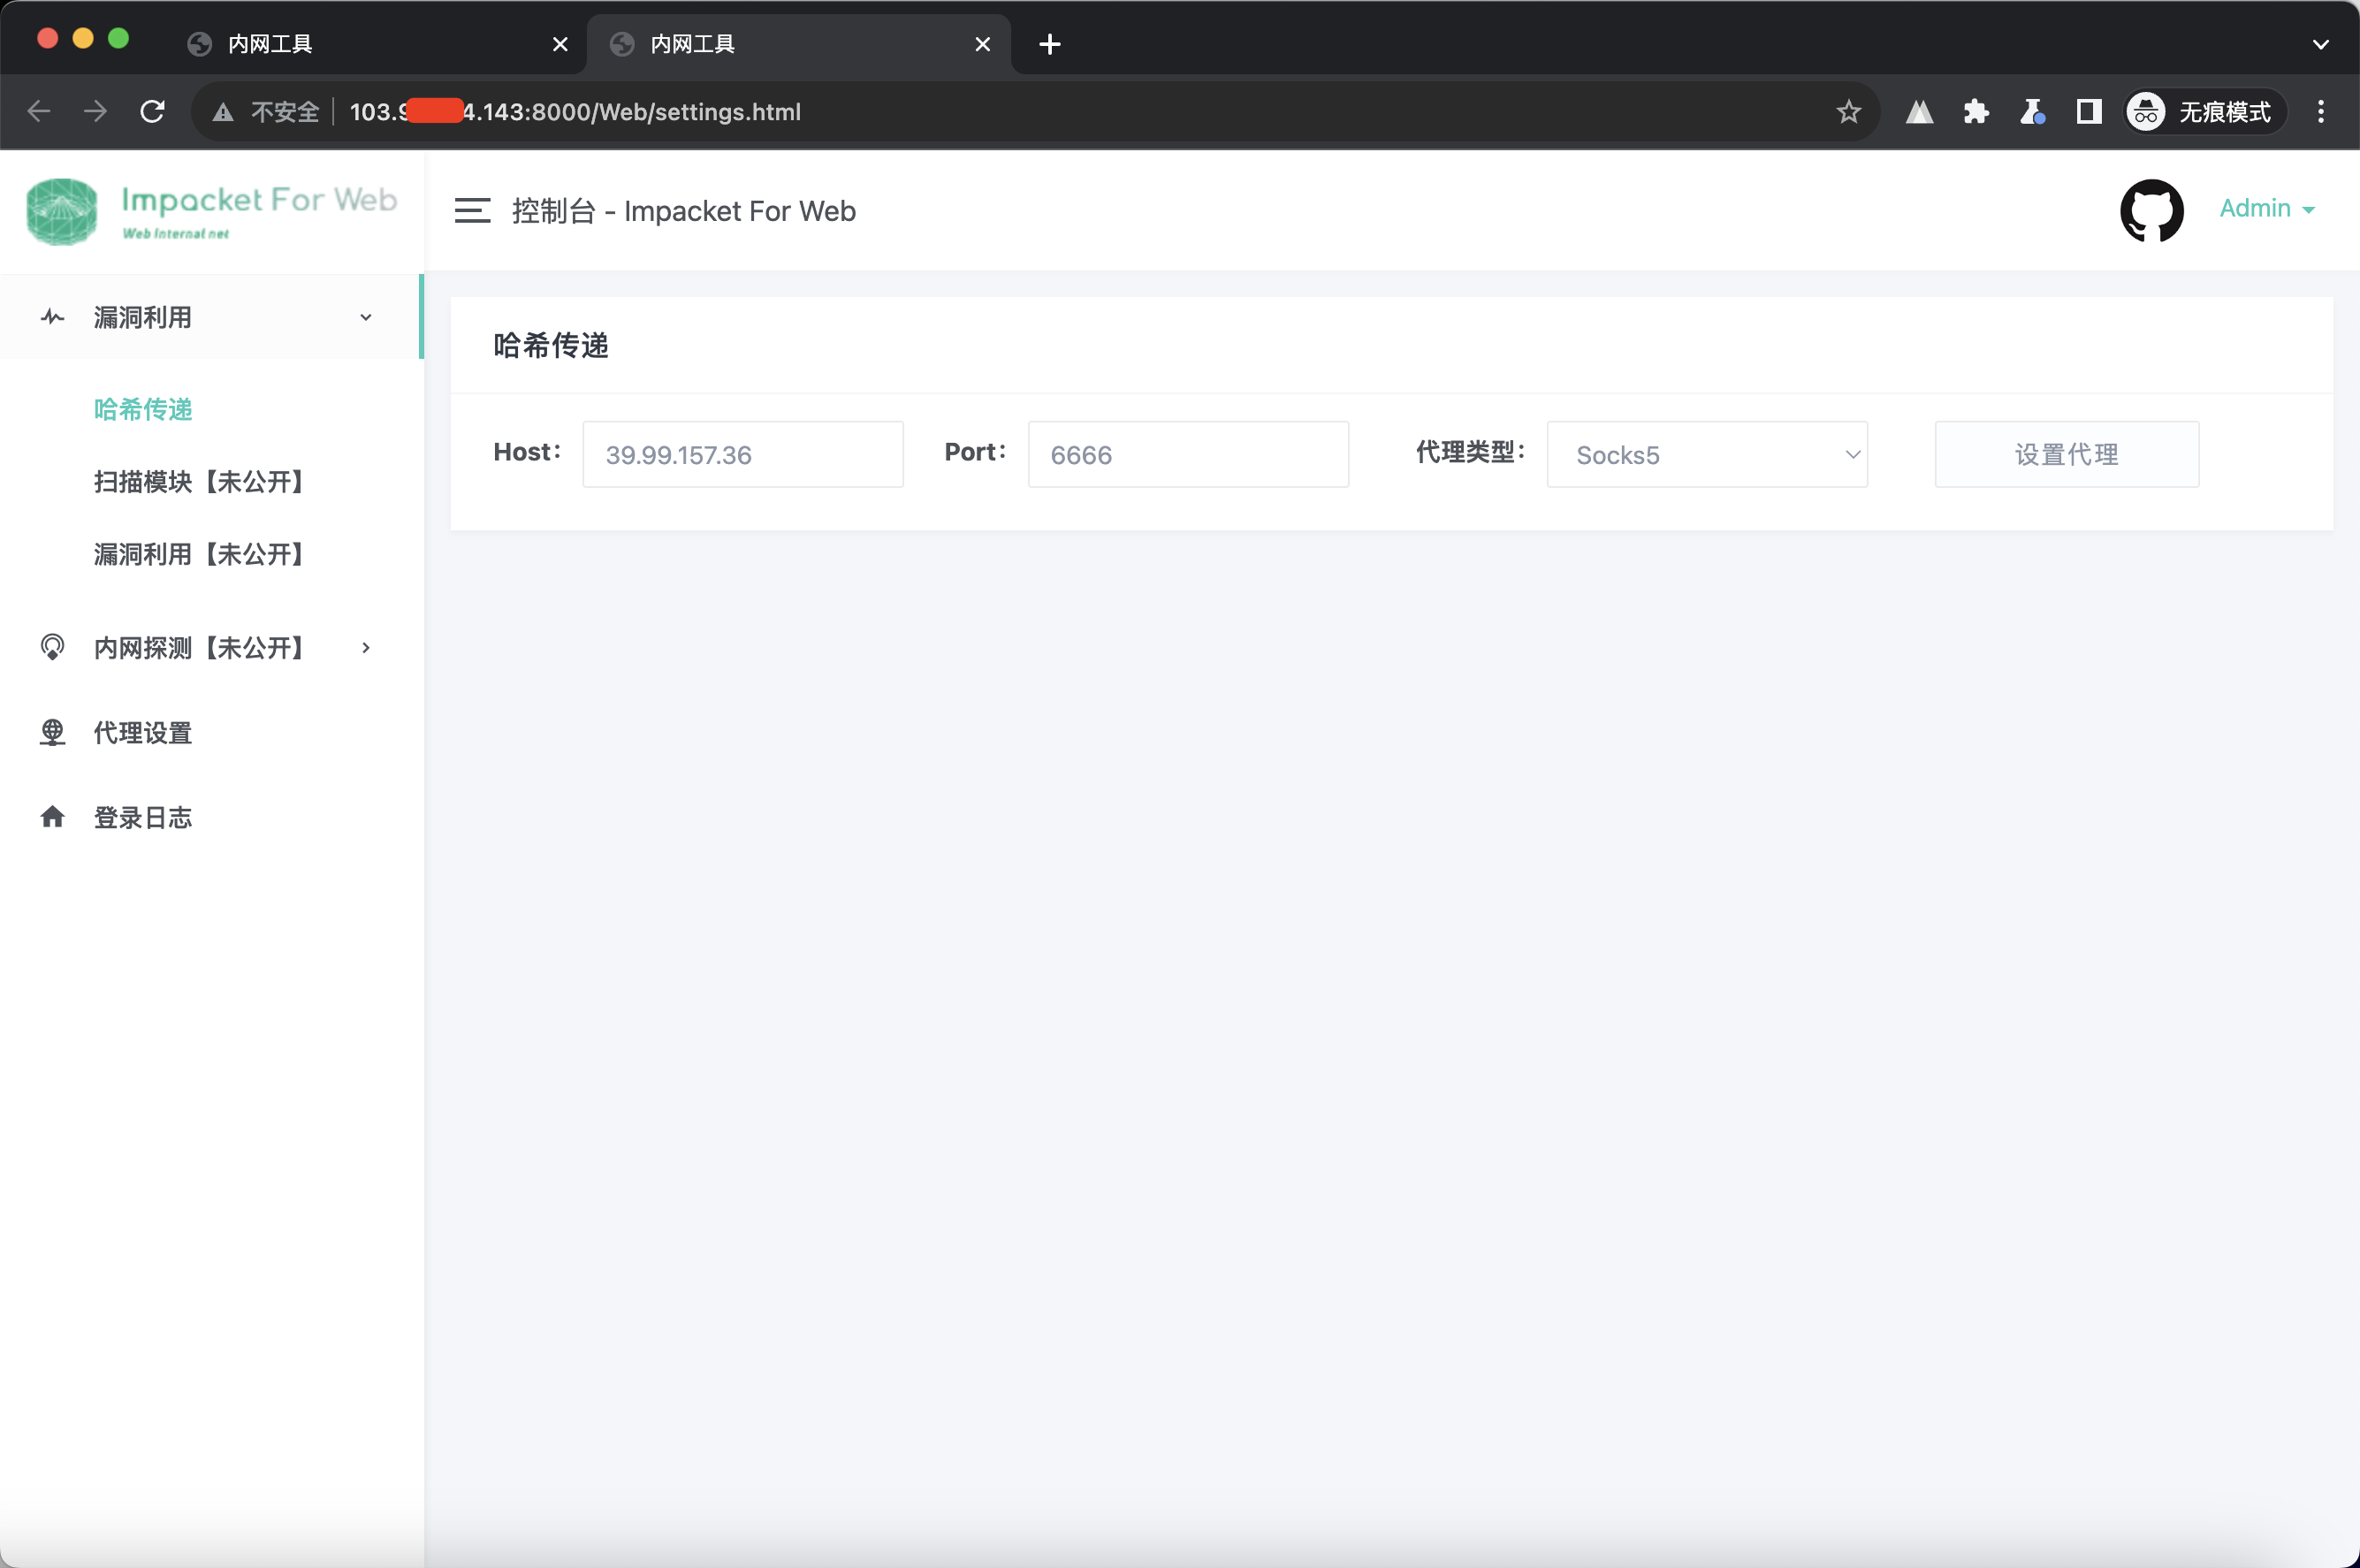 内网工具
内网工具
不安全
103.9 4.143:8000/Web/settings.html
无痕模式
Impacket For Web
Web Internal net
控制台 - Impacket For Web
Admin
漏洞利用
哈希传递
扫描模块【未公开】
漏洞利用【未公开】
内网探测【未公开】
代理设置
登录日志
哈希传递
Host: 39.99.157.36 Port: 6666 代理类型: Socks5 设置代理